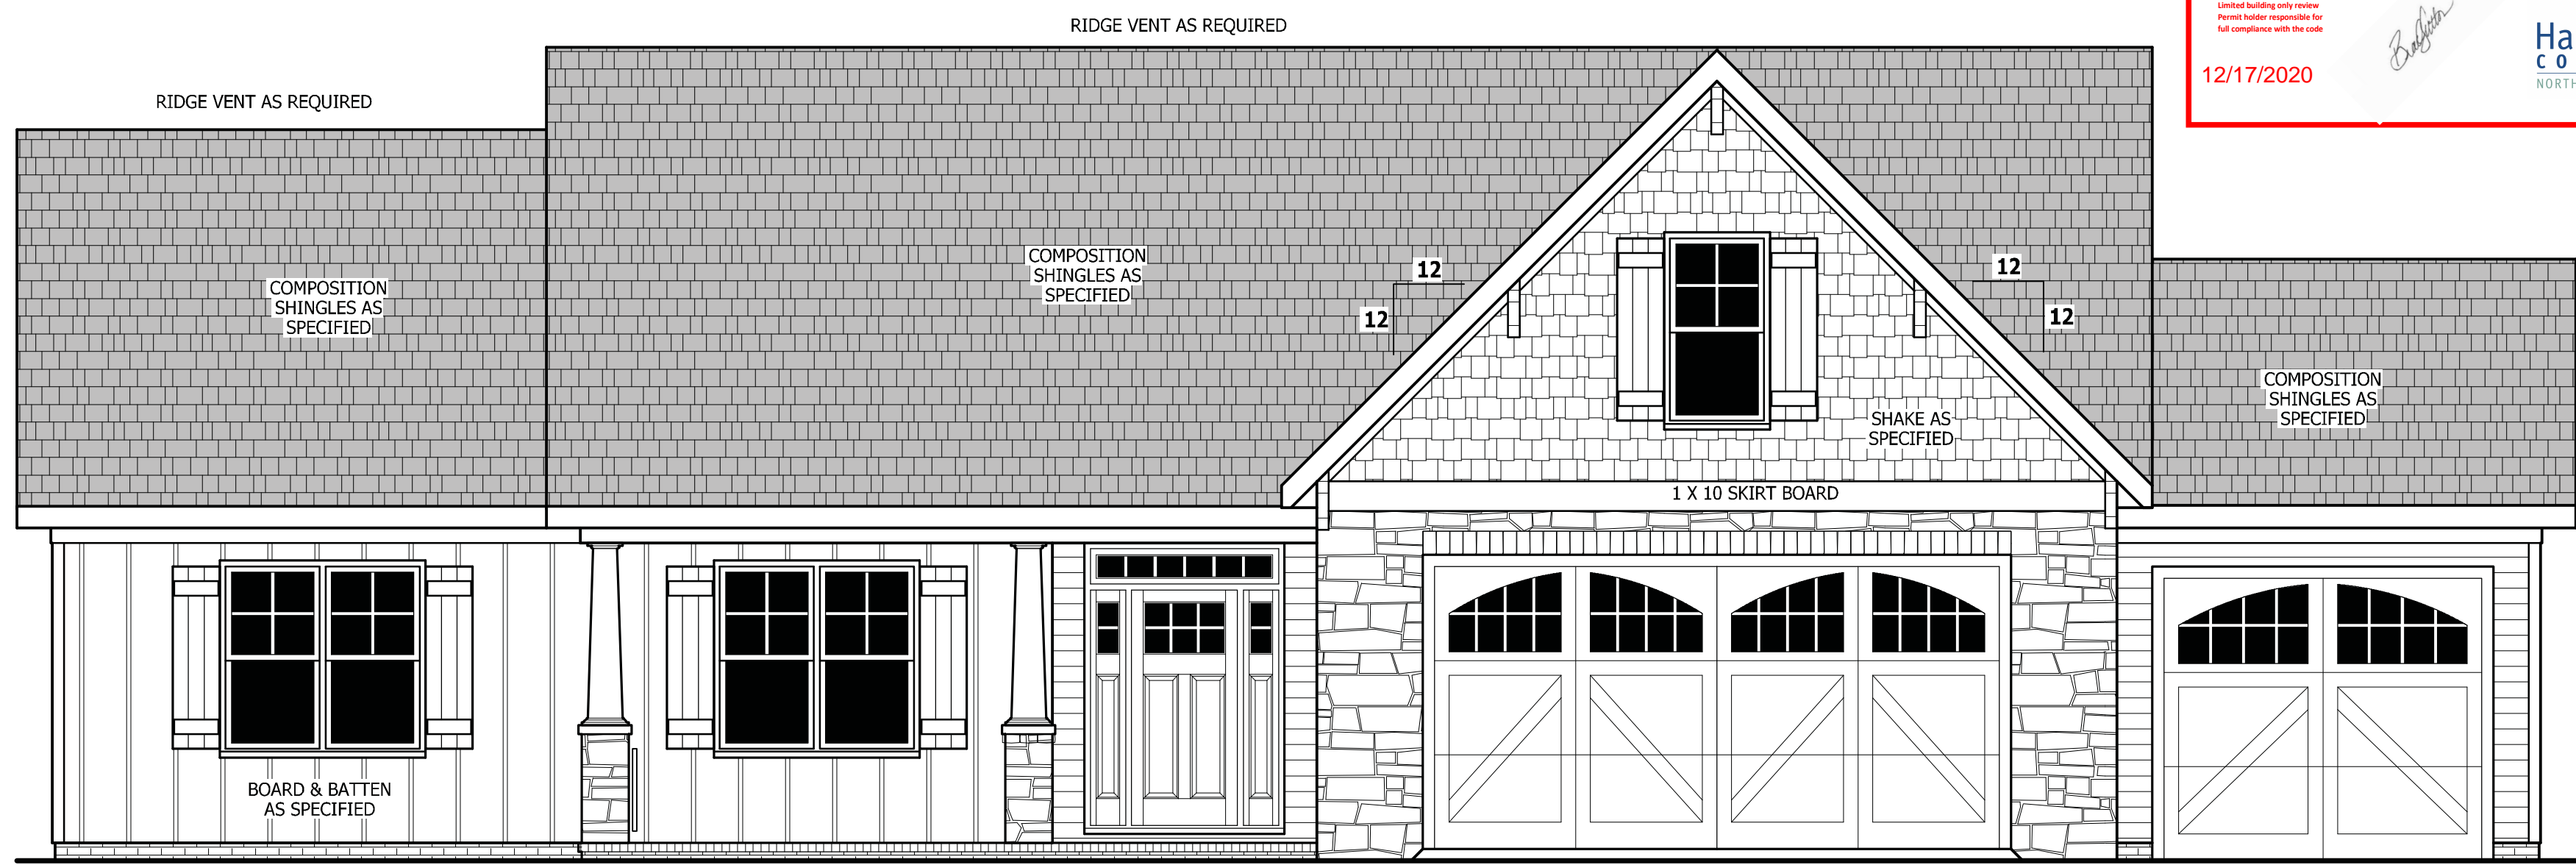 RIDGE VENT AS REQUIRED
Limited building only review
Permit holder responsible for
full compliance with the code
12/17/2020
NORTH
RIDGE VENT AS REQUIRED
COMPOSITION
SHINGLES AS
SPECIFIED
COMPOSITION
SHINGLES AS
SPECIFIED
12
12
12
12
SHAKE AS
SPECIFIED
COMPOSITION
SHINGLES AS
SPECIFIED
1 X 10 SKIRT BOARD
BOARD & BATTEN
AS SPECIFIED